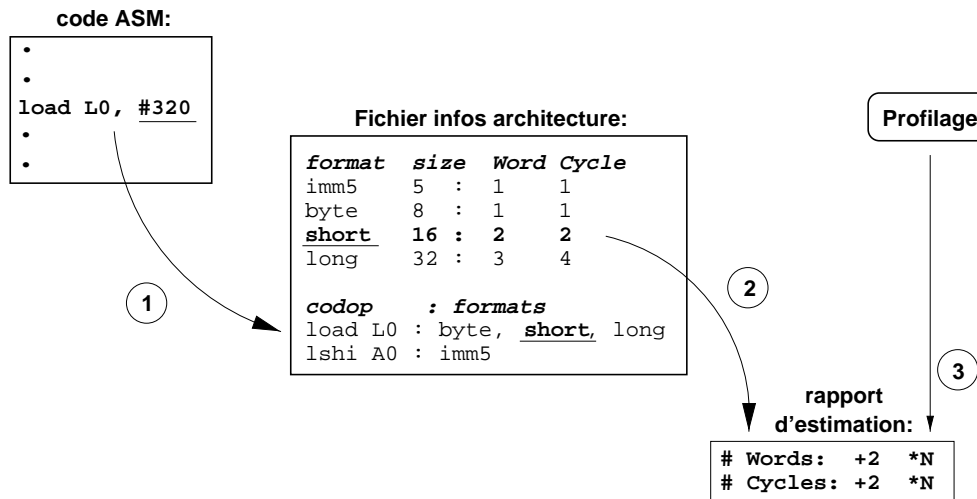 code ASM:
•
•
load L0, #320
•
•
Fichier infos architecture:
format size Word Cycle
imm5 5 : 1 1
byte 8 : 1 1
short 16 : 2 2
long 32 : 3 4
codop : formats
load L0 : byte, short, long
lshi A0 : imm5
Profilage
1
2
3
rapport
d'estimation:
# Words: +2 *N
# Cycles: +2 *N